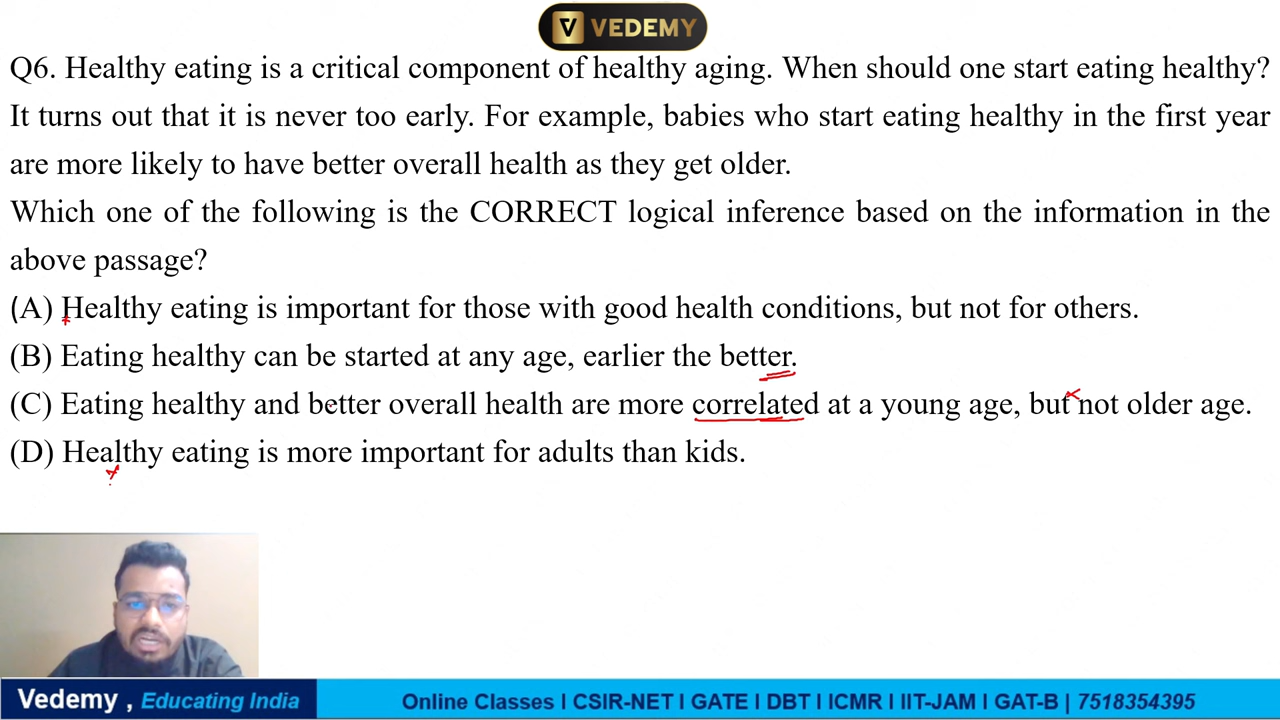 VEDEMY
Q6. Healthy eating is a critical component of healthy aging. When should one start eating healthy?
It turns out that it is never too early. For example, babies who start eating healthy in the first year
are more likely to have better overall health as they get older.
Which one of the following is the CORRECT logical inference based on the information in the
above passage?
(A) Healthy eating is important for those with good health conditions, but not for others.
(B) Eating healthy can be started at any age, earlier the better.
(C) Eating healthy and better overall health are more correlated at a young age, but not older age.
(D) Healthy eating is more important for adults than kids.
Vedemy , Educating India
Online Classes I CSIR-NET I GATE I DBT I ICMR I IIT-JAM I GAT-B | 7518354395